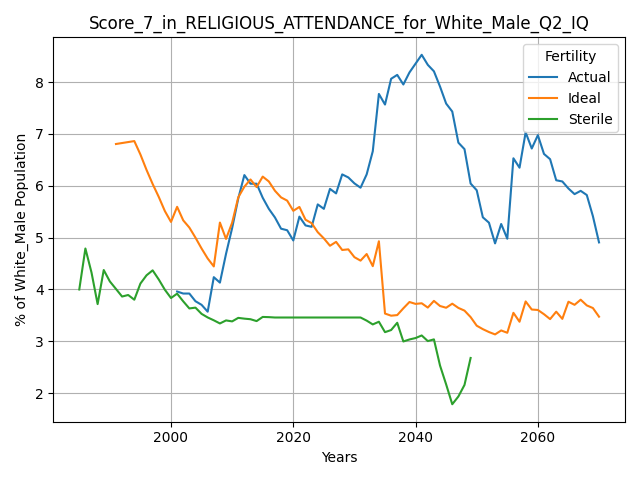 Score_7_in_RELIGIOUS_ATTENDANCE_for_White_Male_Q2_IQ
Fertility
Actual
Ideal
Sterile
% of White_Male Population
8
7
6
5
4
3
2
2000 2020 2040 2060
Years